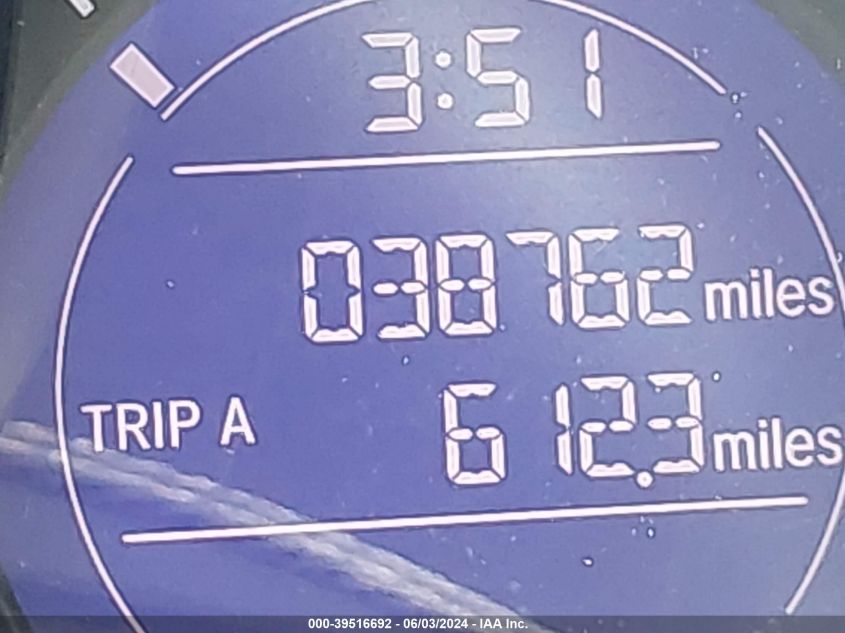 3:51
038762 miles
TRIP A 612.3 miles
000-39516692 - 06/03/2024 - IAA Inc.